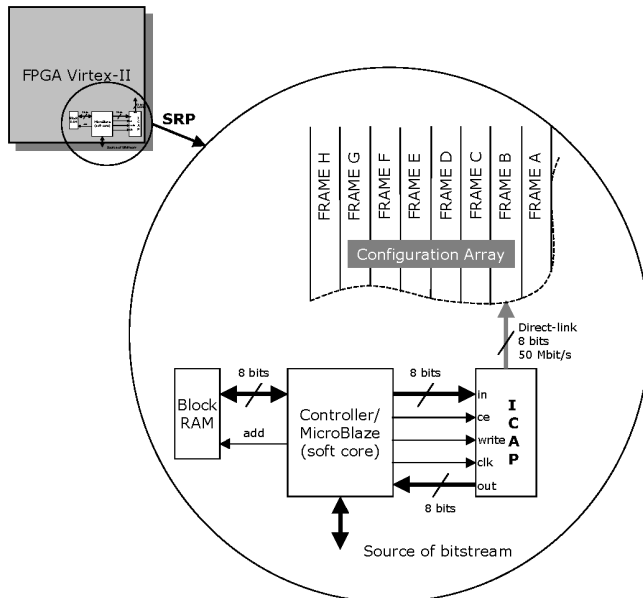 FPGA Virtex-II
SRP
FRAME H
FRAME G
FRAME F
FRAME E
FRAME D
FRAME C
FRAME B
FRAME A
Configuration Array
Direct-link
8 bits
50 Mbit/s
Block
RAM
8 bits
add
Controller/
MicroBlaze
(soft core)
8 bits
in
ce
write
clk
out
ICAP
8 bits
Source of bitstream